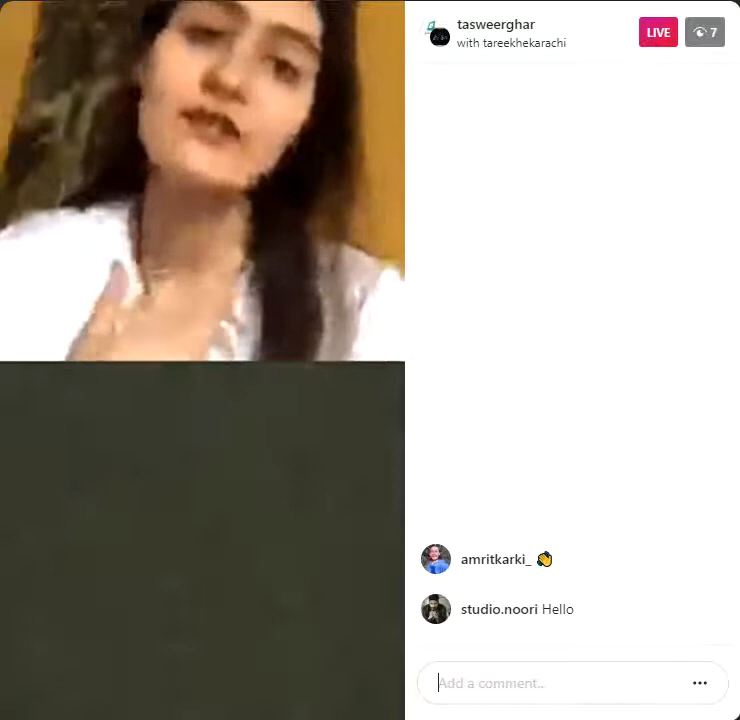 tasweerghar
with tareekhekarachi
LIVE
7
amritkarki_
studio.noori Hello
Add a comment...